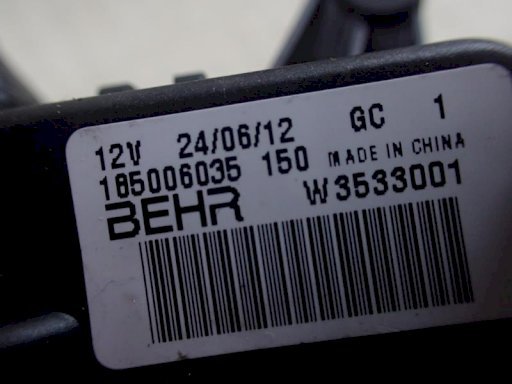 12V 24/06/12 GC 1
185006035 150 MADE IN CHINA
BEHR W3533001